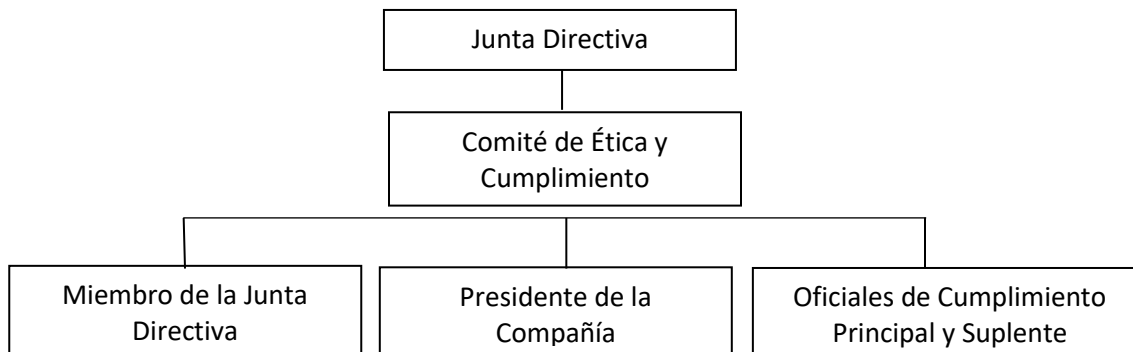 Junta Directiva
Comité de Ética y
Cumplimiento
Miembro de la Junta
Directiva
Presidente de la
Compañía
Oficiales de Cumplimiento
Principal y Suplente